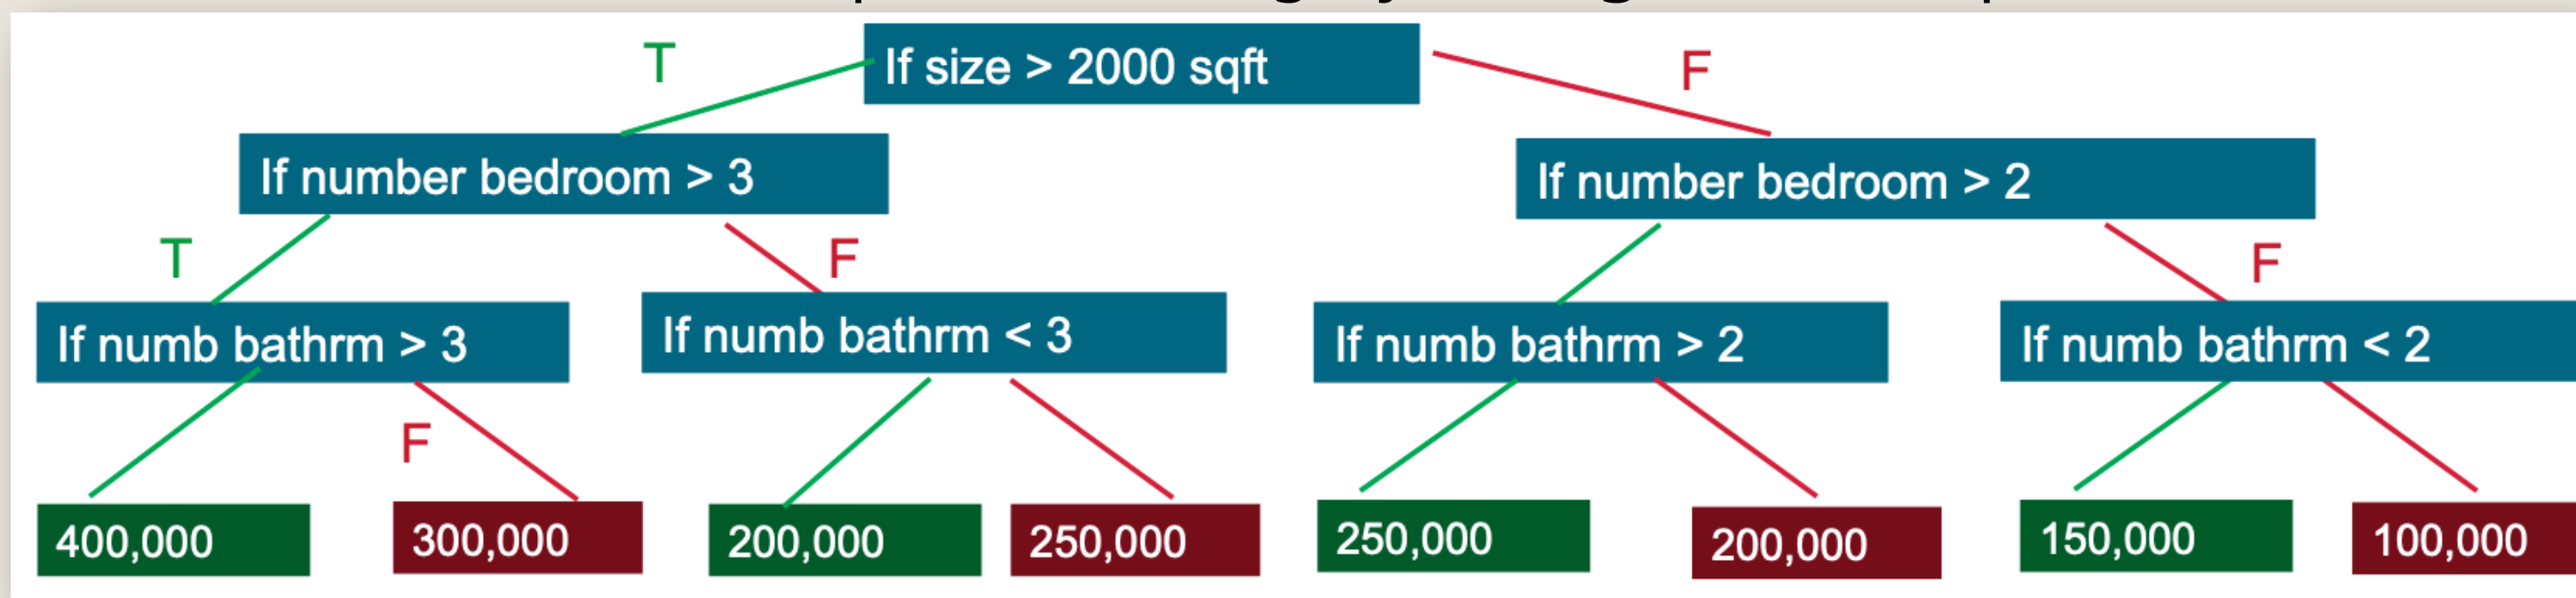 T
If size > 2000 sqft
F
If number bedroom > 3
If number bedroom > 2
T
F
F
If numb bathrm > 3
If numb bathrm < 3
If numb bathrm > 2
If numb bathrm < 2
F
400,000
300,000
200,000
250,000
250,000
200,000
150,000
100,000